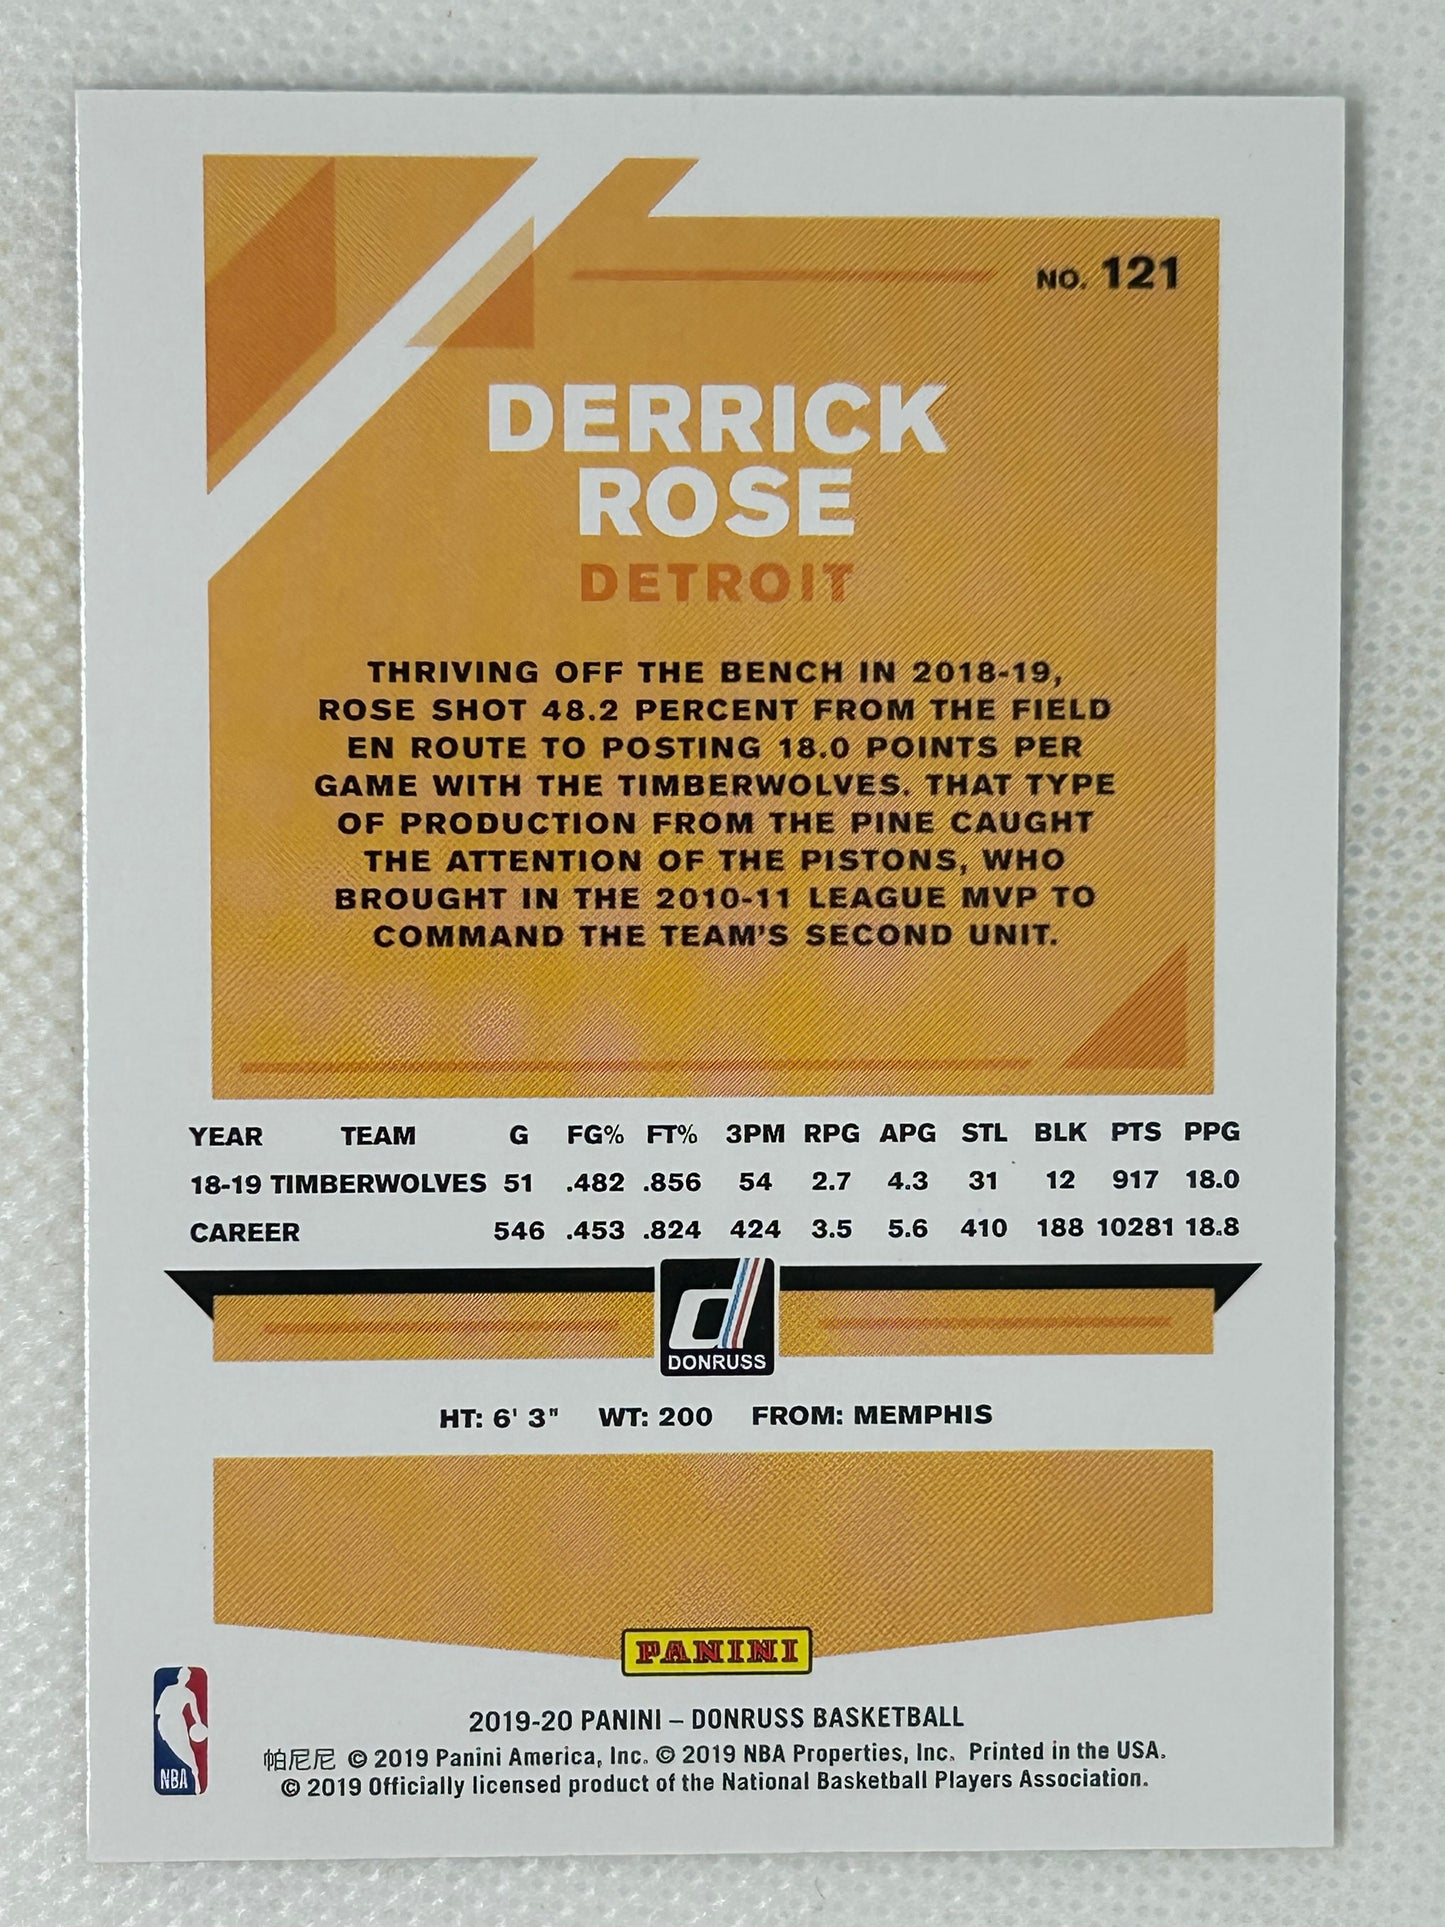 NO. 121
DERRICK
ROSE
DETROIT
THRIVING OFF THE BENCH IN 2018-19,
ROSE SHOT 48.2 PERCENT FROM THE FIELD
EN ROUTE TO POSTING 18.0 POINTS PER
GAME WITH THE TIMBERWOLVES. THAT TYPE
OF PRODUCTION FROM THE PINE CAUGHT
THE ATTENTION OF THE PISTONS, WHO
BROUGHT IN THE 2010-11 LEAGUE MVP TO
COMMAND THE TEAM'S SECOND UNIT.
YEAR TEAM G FG% FT% 3PM RPG APG STL BLK PTS PPG
18-19 TIMBERWOLVES 51 .482 .856 54 2.7 4.3 31 12 917 18.0
CAREER 546 .453 .824 424 3.5 5.6 410 188 10281 18.8
d
DONRUSS
HT: 6' 3" WT: 200 FROM: MEMPHIS
PANINI
NBA
2019-20 PANINI – DONRUSS BASKETBALL
帕尼尼 © 2019 Panini America, Inc. © 2019 NBA Properties, Inc. Printed in the USA.
© 2019 Officially licensed product of the National Basketball Players Association.